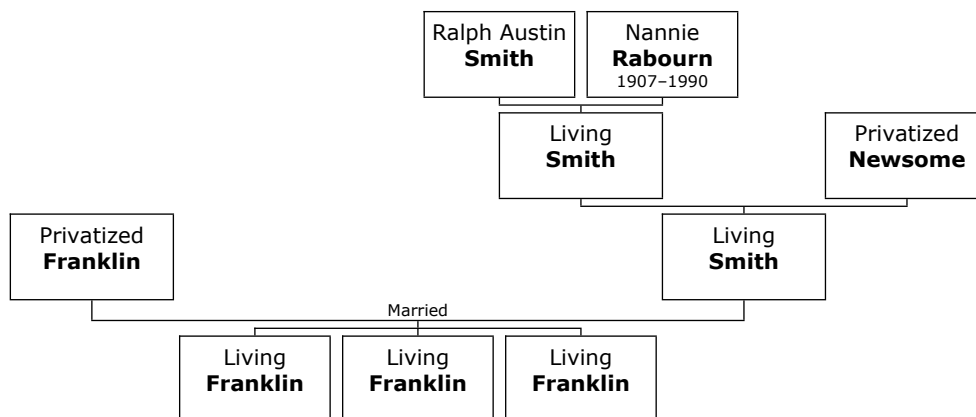 Ralph Austin
Smith
Nannie
Rabourn
1907–1990
Living
Smith
Privatized
Newsome
Privatized
Franklin
Living
Smith
Married
Living
Franklin
Living
Franklin
Living
Franklin